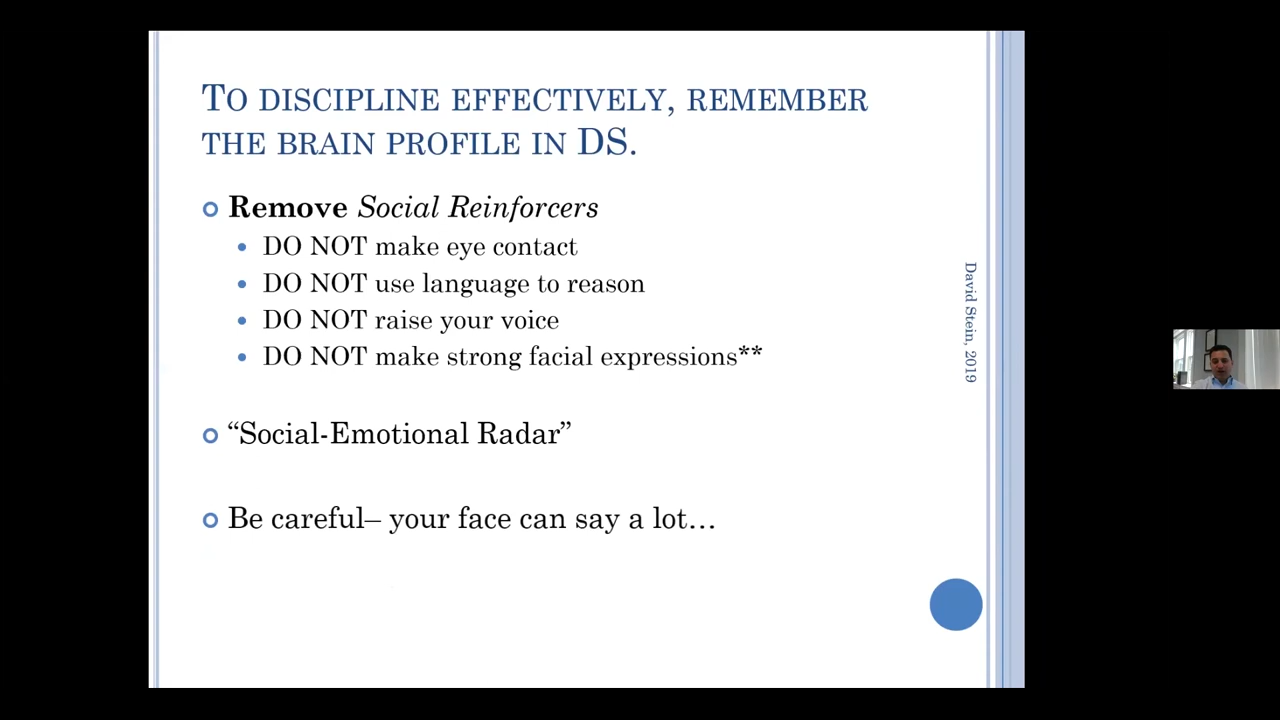 TO DISCIPLINE EFFECTIVELY, REMEMBER
THE BRAIN PROFILE IN DS.
Remove Social Reinforcers
DO NOT make eye contact
DO NOT use language to reason
DO NOT raise your voice
DO NOT make strong facial expressions**
“Social-Emotional Radar”
Be careful– your face can say a lot…
David Stein, 2019